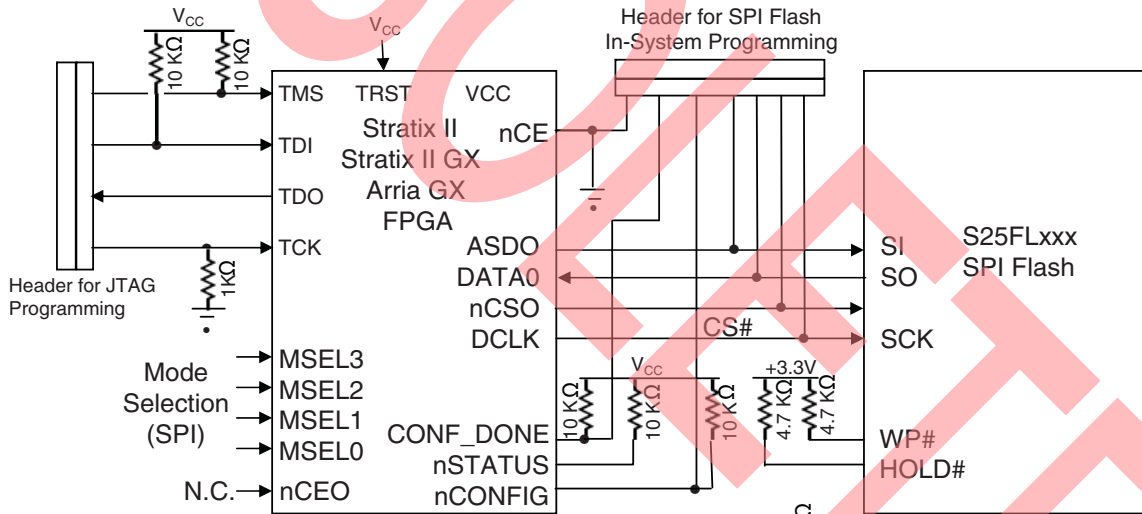 Header for SPI Flash
In-System Programming
VCC
10 KΩ
10 KΩ
VCC
TMS
TRST
VCC
TDI
TDO
TCK
Stratix II
Stratix II GX
Arria GX
FPGA
nCE
1KΩ
Header for JTAG
Programming
ASDO
DATA0
nCSO
DCLK
CS#
SI
SO
SCK
S25FLxxx
SPI Flash
Mode
Selection
(SPI)
MSEL3
MSEL2
MSEL1
MSEL0
N.C.
nCEO
VCC
10 KΩ
10 KΩ
10 KΩ
+3.3V
4.7 KΩ
4.7 KΩ
CONF_DONE
nSTATUS
nCONFIG
WP#
HOLD#
Ω